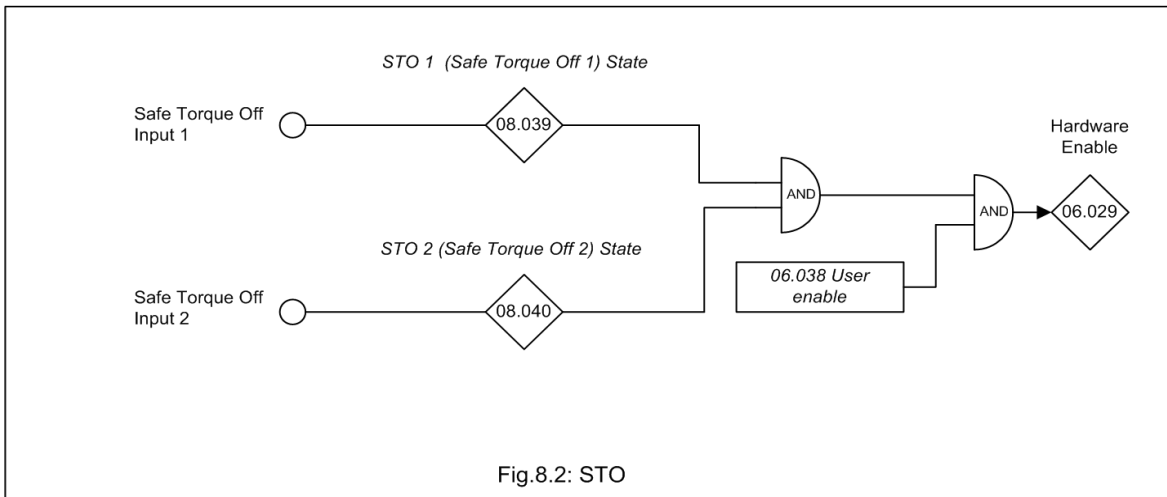 STO 1  (Safe Torque Off 1) State
Safe Torque Off
Input 1
08.039
Hardware
Enable
AND
AND
06.029
STO 2 (Safe Torque Off 2) State
06.038 User
enable
Safe Torque Off
Input 2
08.040
Fig.8.2: STO